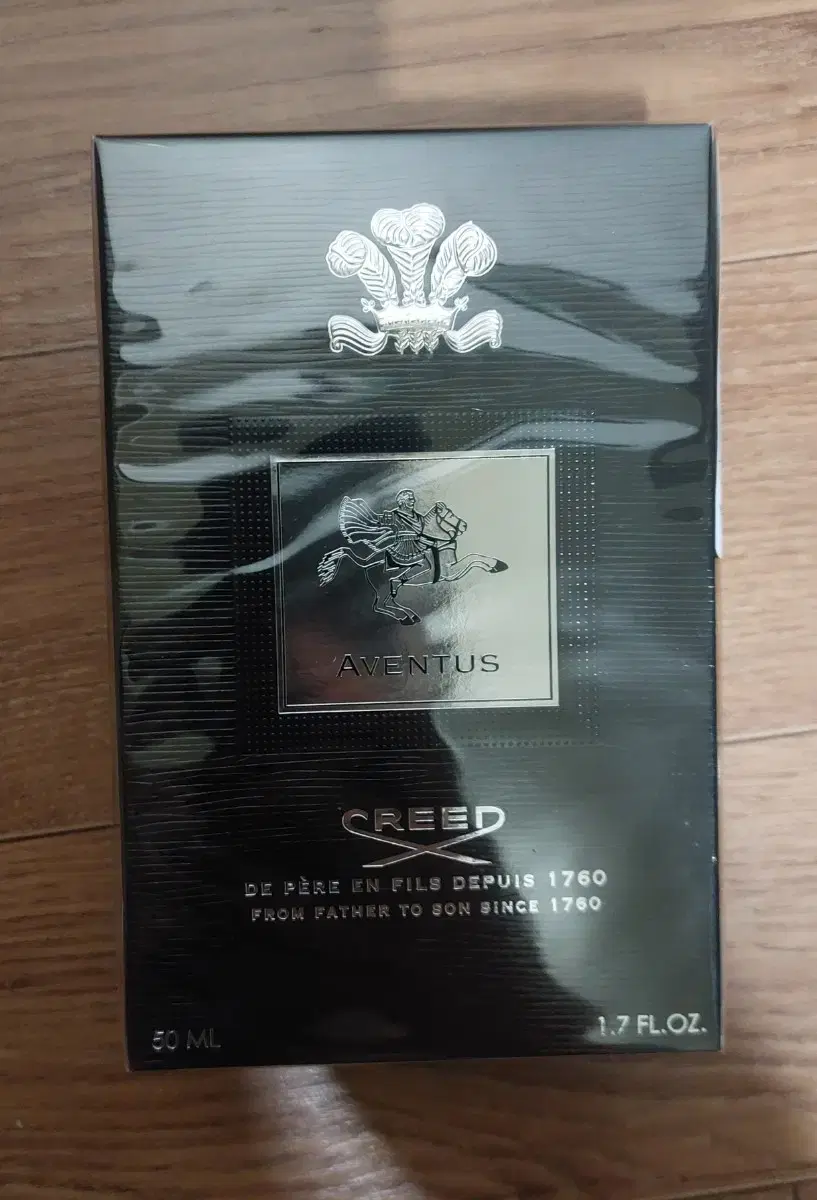 AVENTUS
CREED
DE PÈRE EN FILS DEPUIS 1760
FROM FATHER TO SON SINCE 1760
50 ML
1.7 FL.OZ.